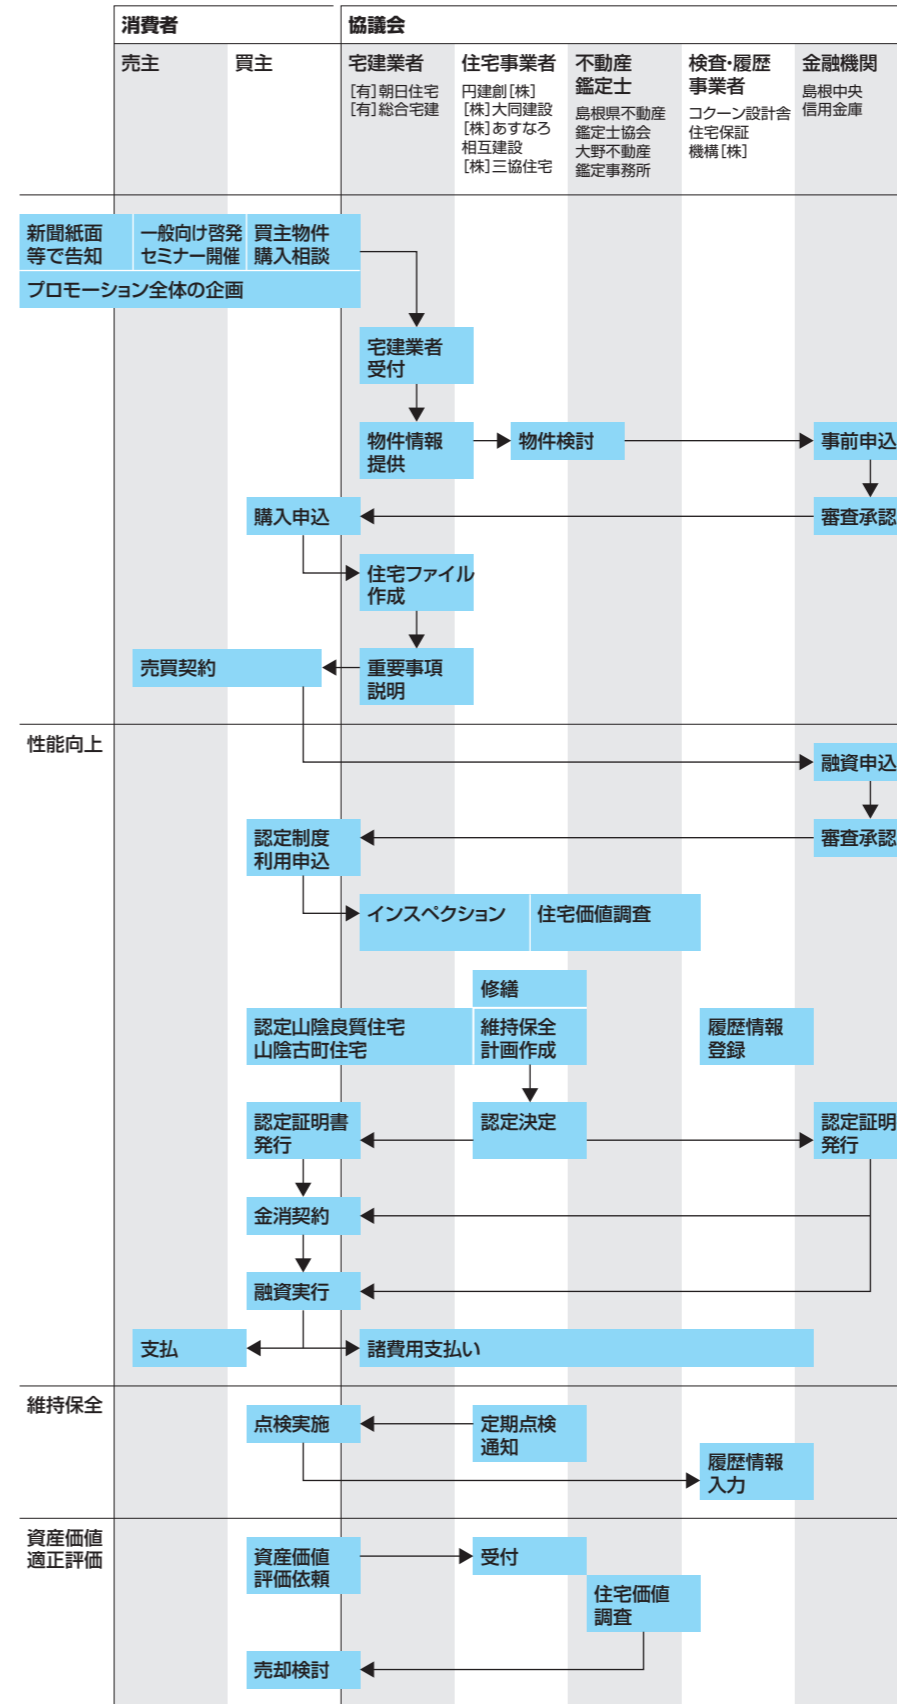 消費者
協議会
売主
買主
宅建業者
[有]朝日住宅
[有]総合宅建
住宅事業者
円建創[株]
[株]大同建設
[株]あすなろ
相互建設
[株]三協住宅
不動産
鑑定士
島根県不動産
鑑定士協会
大野不動産
鑑定事務所
検査・履歴
事業者
コクーン設計舎
住宅保証
機構[株]
金融機関
島根中央
信用金庫
新聞紙面
等で告知
一般向け啓発
セミナー開催
買主物件
購入相談
プロモーション全体の企画
宅建業者
受付
物件情報
提供
物件検討
事前申込
購入申込
審査承認
住宅ファイル
作成
売買契約
重要事項
説明
性能向上
融資申込
認定制度
利用申込
審査承認
インスペクション
住宅価値調査
修繕
認定山陰良質住宅
山陰古町住宅
維持保全
計画作成
履歴情報
登録
認定証明書
発行
認定決定
認定証明
発行
金消契約
融資実行
支払
諸費用支払い
維持保全
点検実施
定期点検
通知
履歴情報
入力
資産価値
適正評価
資産価値
評価依頼
受付
住宅価値
調査
売却検討